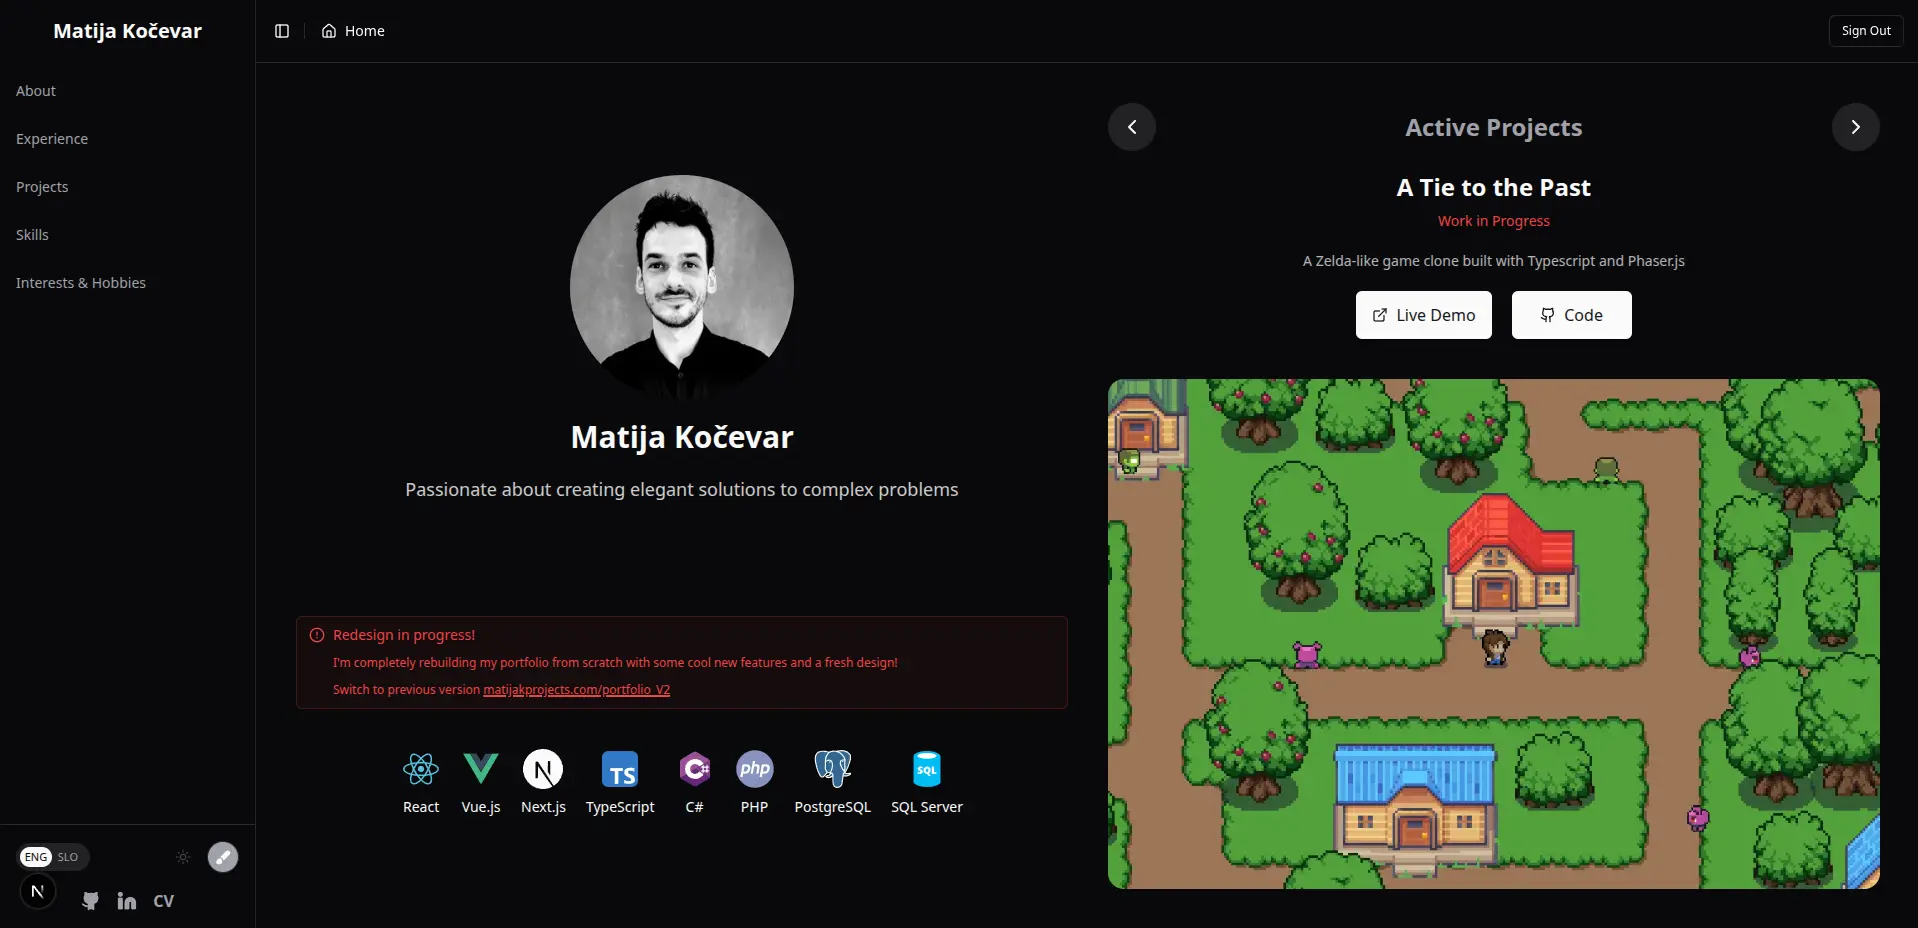 Matija Kočevar
Home
Sign Out
About
Experience
Projects
Skills
Interests & Hobbies
ENG SLO
N
in CV
Matija Kočevar
Passionate about creating elegant solutions to complex problems
Redesign in progress!
I'm completely rebuilding my portfolio from scratch with some cool new features and a fresh design!
Switch to previous version matijakprojects.com/portfolio_V2
N
TS
C#
php
SQL
React
Vue.js
Next.js
TypeScript
C#
PHP
PostgreSQL
SQL Server
Active Projects
A Tie to the Past
Work in Progress
A Zelda-like game clone built with Typescript and Phaser.js
Live Demo
Code